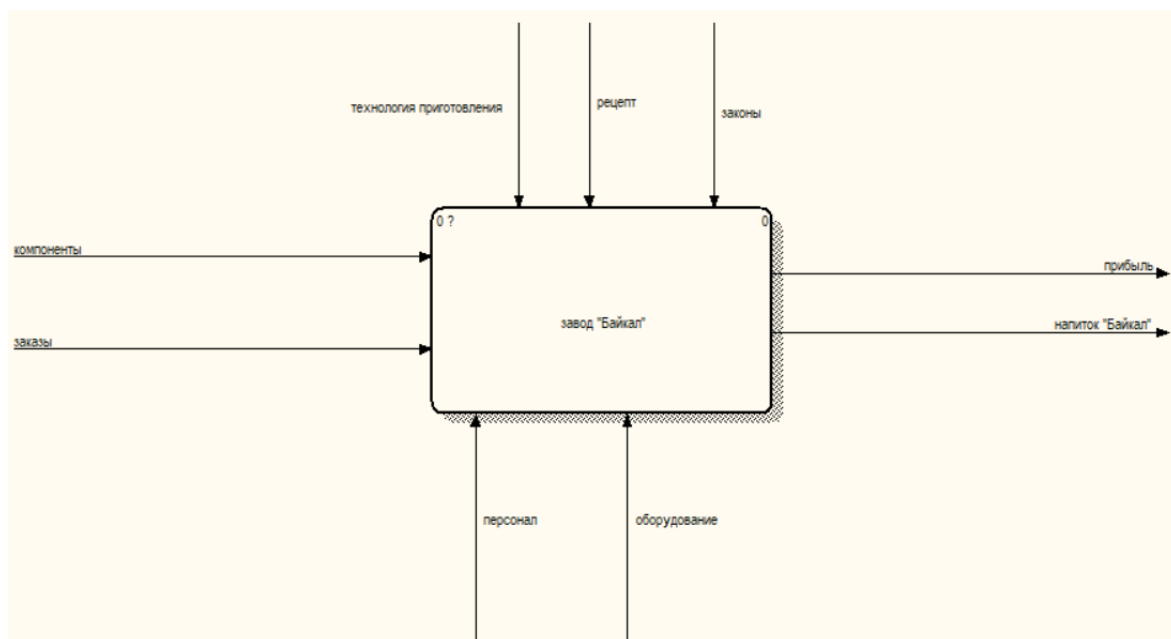 технология приготовления
рецепт
законы
0 ?
0
компоненты
прибыль
завод "Байкал"
напиток "Байкал"
заказы
персонал
оборудование